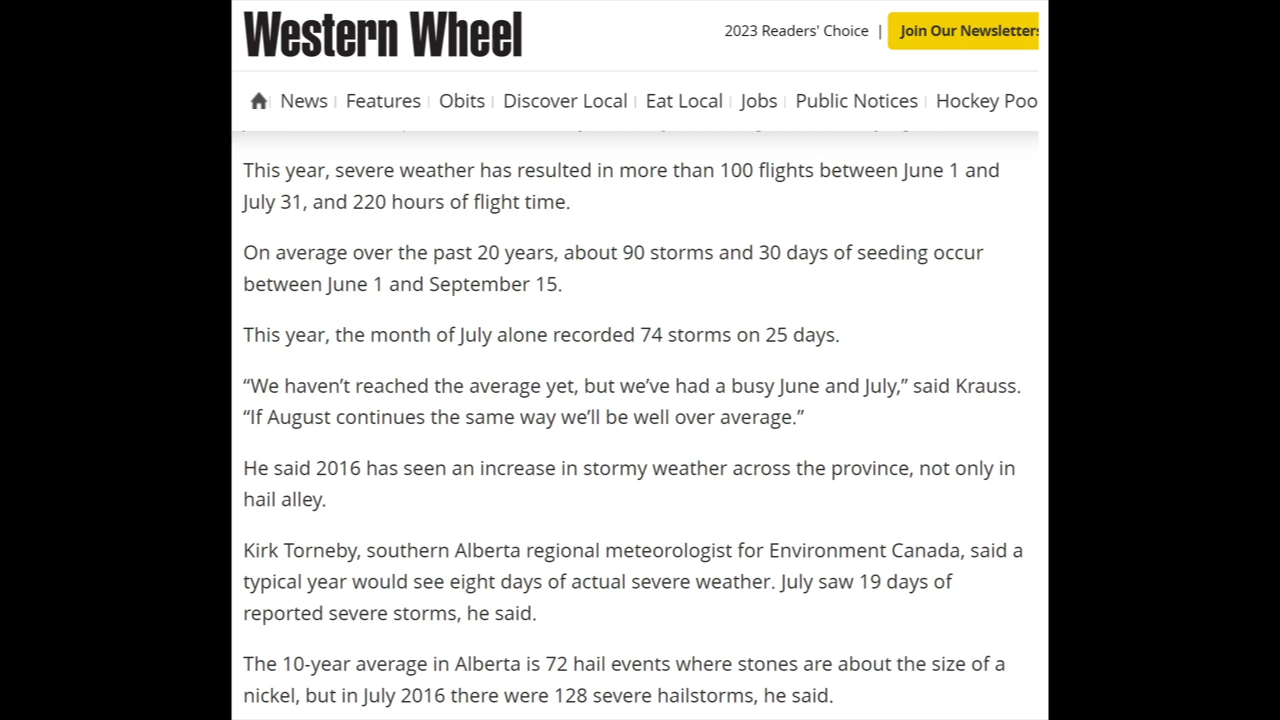 Western Wheel
2023 Readers' Choice |
Join Our Newsletters
News Features Obits Discover Local Eat Local Jobs Public Notices Hockey Poo
This year, severe weather has resulted in more than 100 flights between June 1 and
July 31, and 220 hours of flight time.
On average over the past 20 years, about 90 storms and 30 days of seeding occur
between June 1 and September 15.
This year, the month of July alone recorded 74 storms on 25 days.
“We haven’t reached the average yet, but we’ve had a busy June and July,” said Krauss.
“If August continues the same way we’ll be well over average.”
He said 2016 has seen an increase in stormy weather across the province, not only in
hail alley.
Kirk Torneby, southern Alberta regional meteorologist for Environment Canada, said a
typical year would see eight days of actual severe weather. July saw 19 days of
reported severe storms, he said.
The 10-year average in Alberta is 72 hail events where stones are about the size of a
nickel, but in July 2016 there were 128 severe hailstorms, he said.